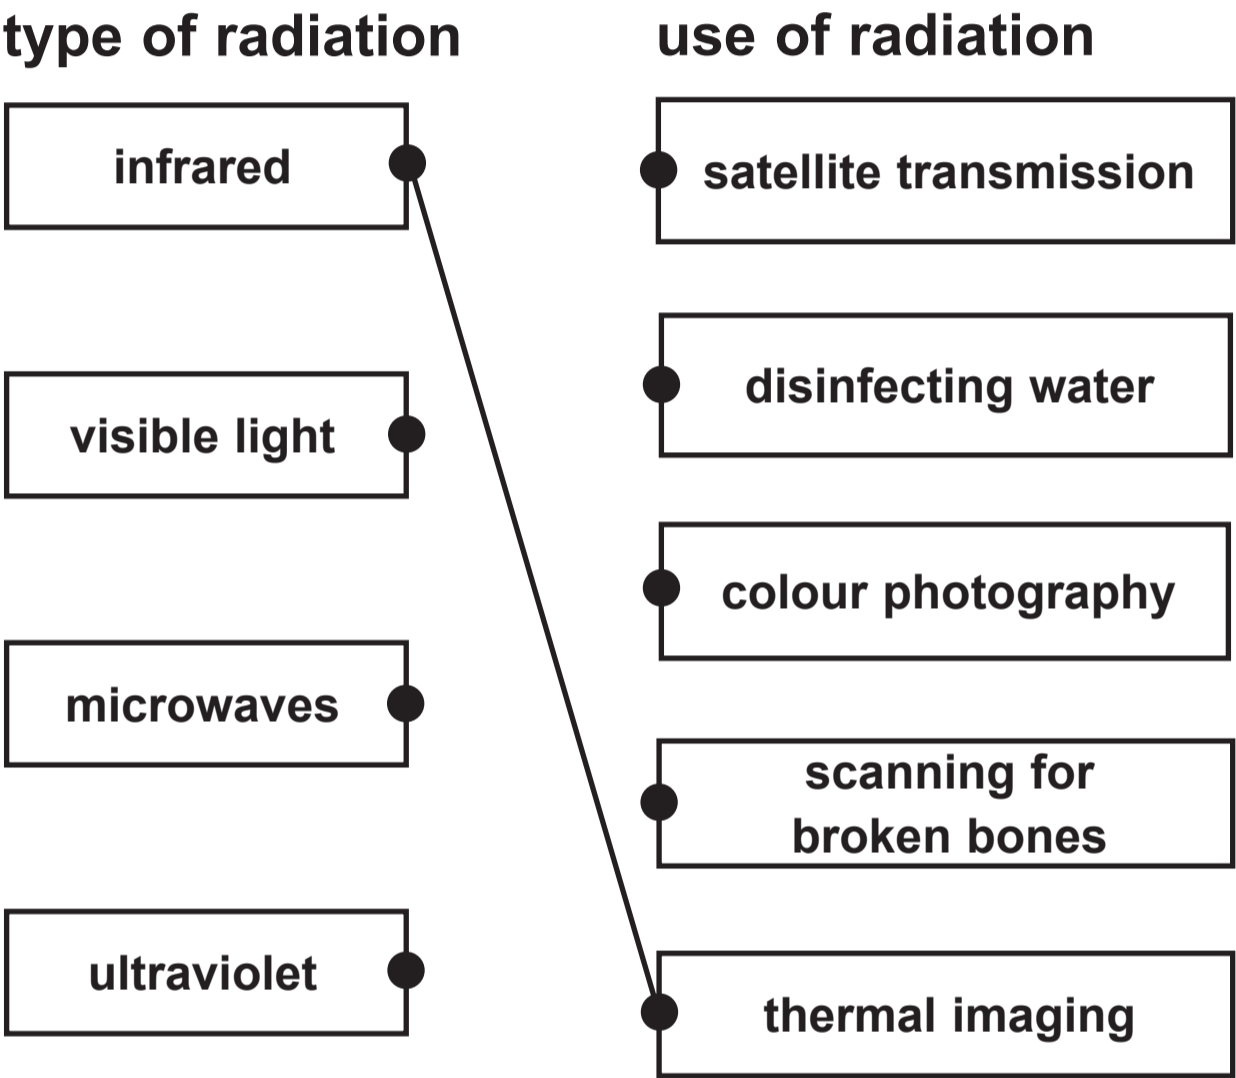 type of radiation
use of radiation
infrared
satellite transmission
visible light
disinfecting water
microwaves
colour photography
ultraviolet
scanning for
broken bones
thermal imaging